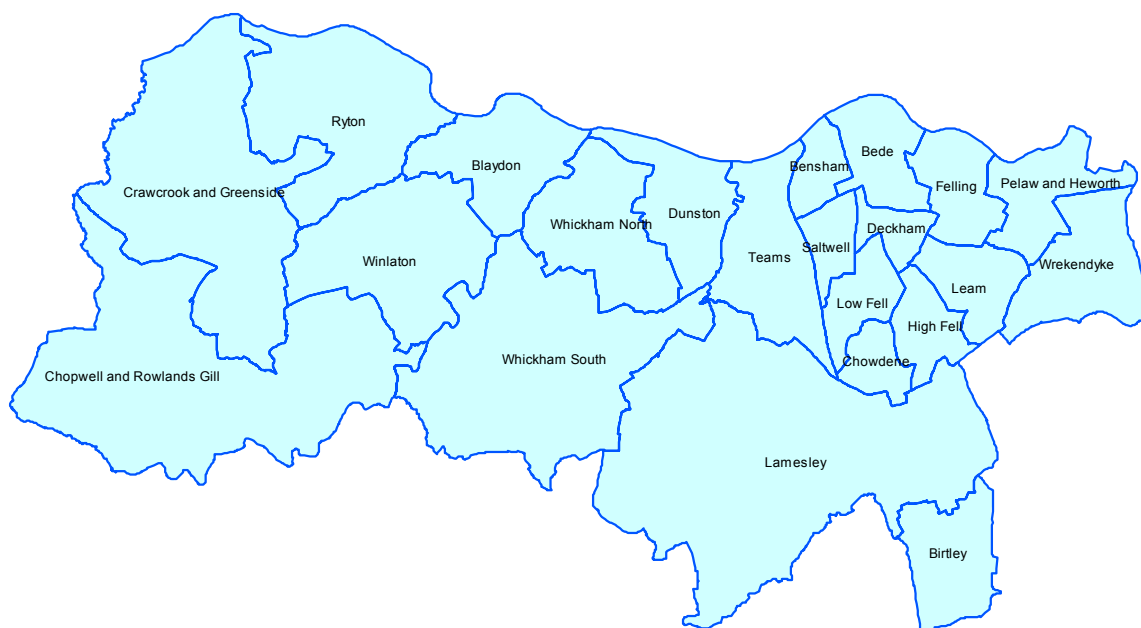 Ryton
Bede
Blaydon
Bensham
Crawcrook and Greenside
Felling
Pelaw and Heworth
Whickham North
Dunston
Deckham
Saltwell
Winlaton
Teams
Wrekendyke
Leam
Low Fell
High Fell
Whickham South
Chowdene
Chopwell and Rowlands Gill
Lamesley
Birtley